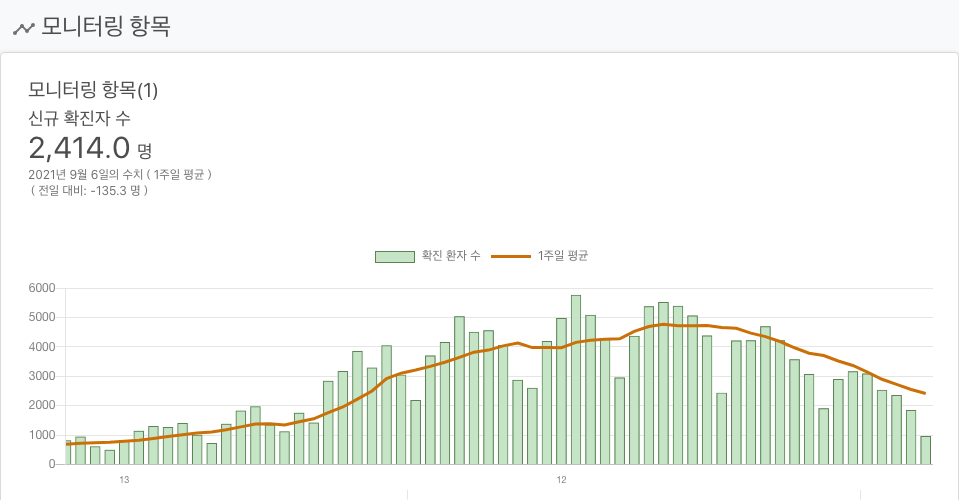 모니터링 항목
모니터링 항목(1)
신규 확진자 수
2,414.0 명
2021년 9월 6일의 수치 ( 1주일 평균 )
( 전일 대비: -135.3 명 )
확진 환자 수 1주일 평균
6000
5000
4000
3000
2000
1000
0
13 12